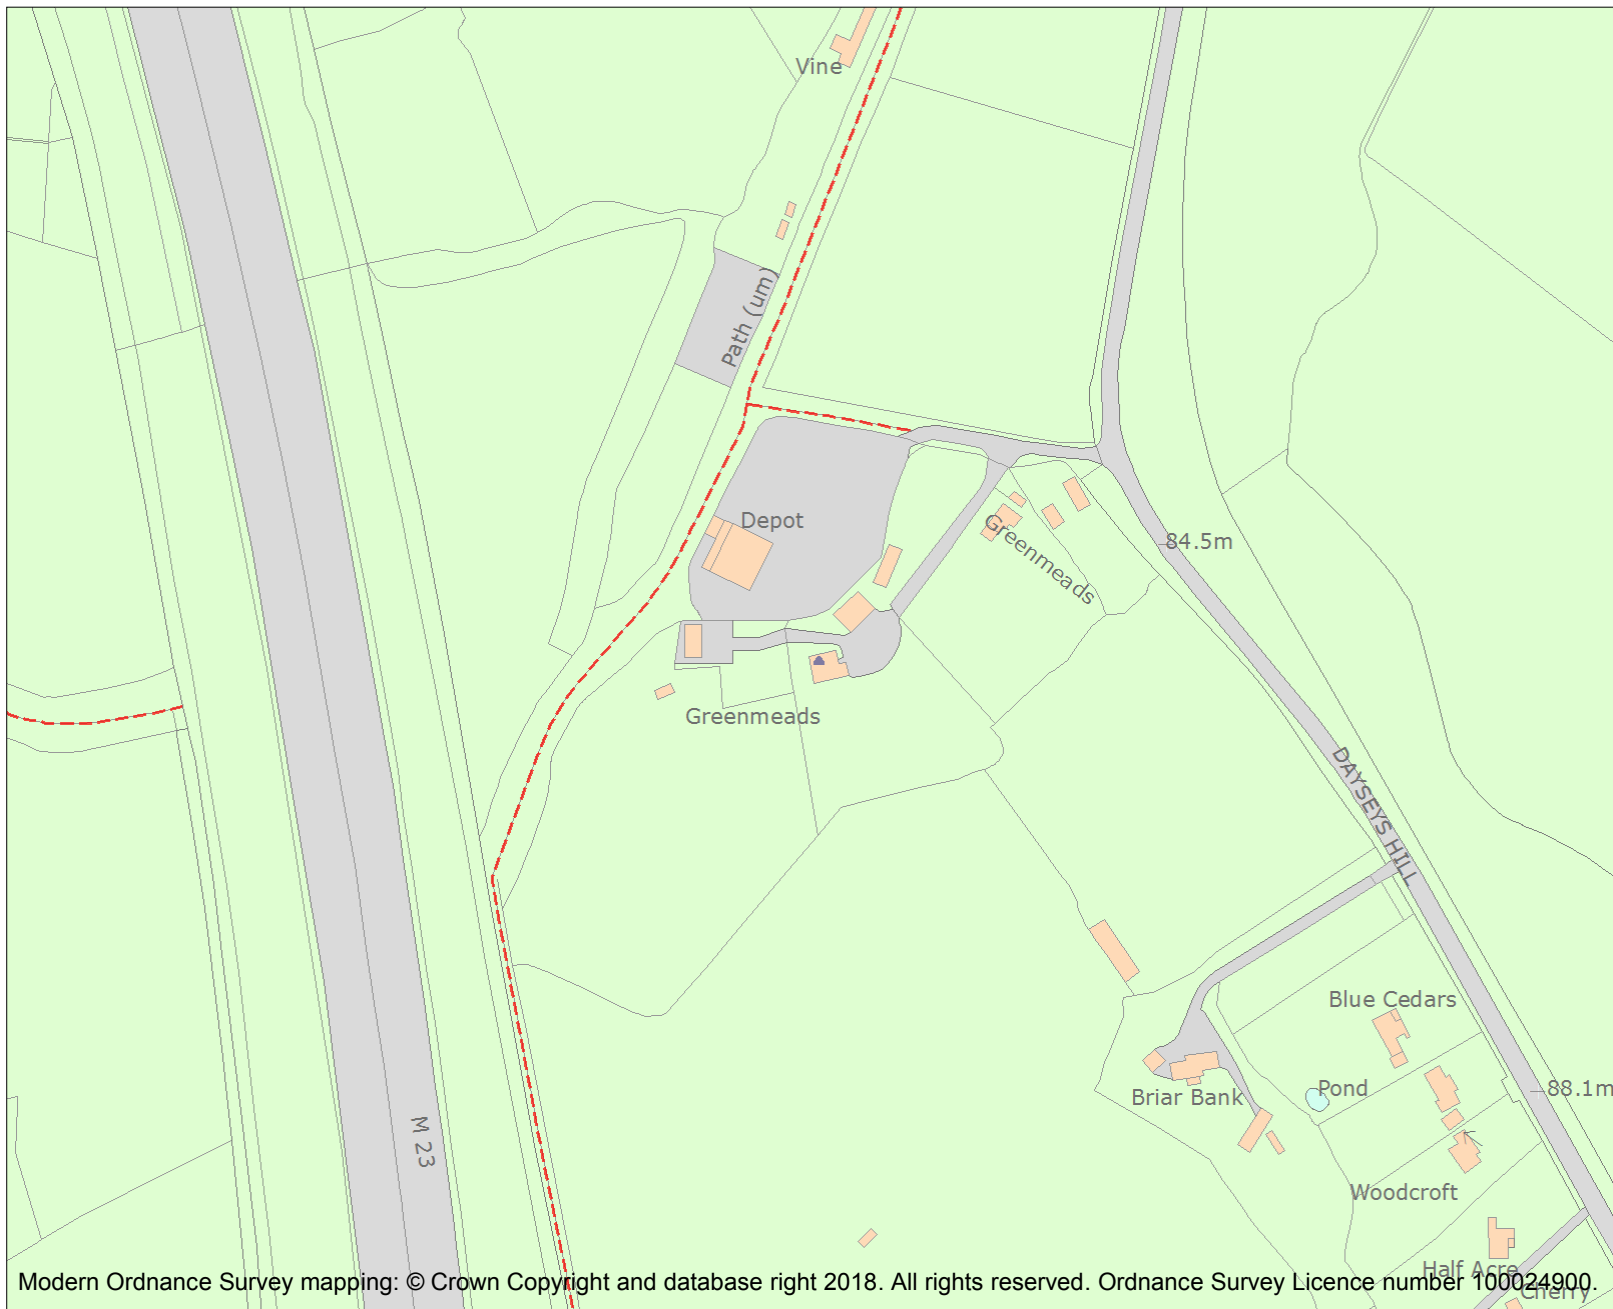 Vine
Path (um)
Depot
Greenmeads
84.5m
Greenmeads
DAYSEYS HILL
Blue Cedars
Pond
88.1m
Briar Bank
M 23
Woodcroft
Half Acre
Cherry
Modern Ordnance Survey mapping: © Crown Copyright and database right 2018. All rights reserved. Ordnance Survey Licence number 100024900.